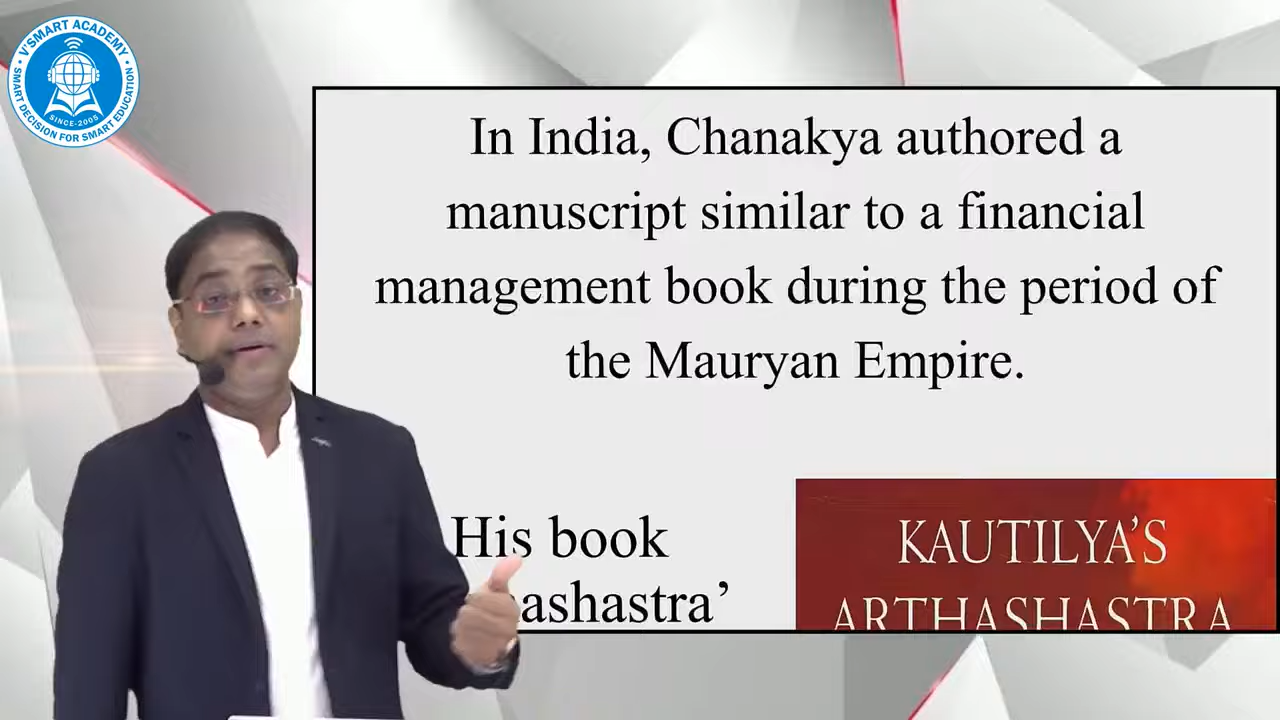 V'SMART ACADEMY
SMART DECISION FOR SMART EDUCATION
SINCE-2005
In India, Chanakya authored a
manuscript similar to a financial
management book during the period of
the Mauryan Empire.
His book
ashastra’
KAUTILYA’S
ARTHASHASTRA